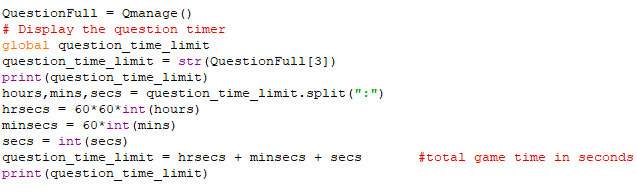 QuestionFull = Qmanage()
# Display the question timer
global question_time_limit
question_time_limit = str(QuestionFull[3])
print(question_time_limit)
hours,mins,secs = question_time_limit.split(":")
hrsecs = 60*60*int(hours)
minsecs = 60*int(mins)
secs = int(secs)
question_time_limit = hrsecs + minsecs + secs       #total game time in seconds
print(question_time_limit)